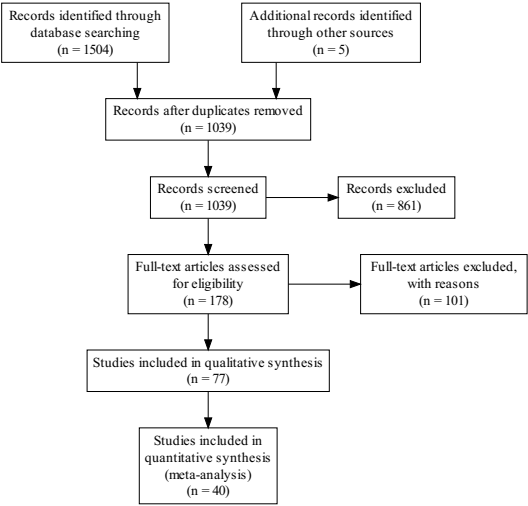 Records identified through
database searching
(n = 1504)
Additional records identified
through other sources
(n = 5)
Records after duplicates removed
(n = 1039)
Records screened
(n = 1039)
Records excluded
(n = 861)
Full-text articles assessed
for eligibility
(n = 178)
Full-text articles excluded,
with reasons
(n = 101)
Studies included in qualitative synthesis
(n = 77)
Studies included in
quantitative synthesis
(meta-analysis)
(n = 40)